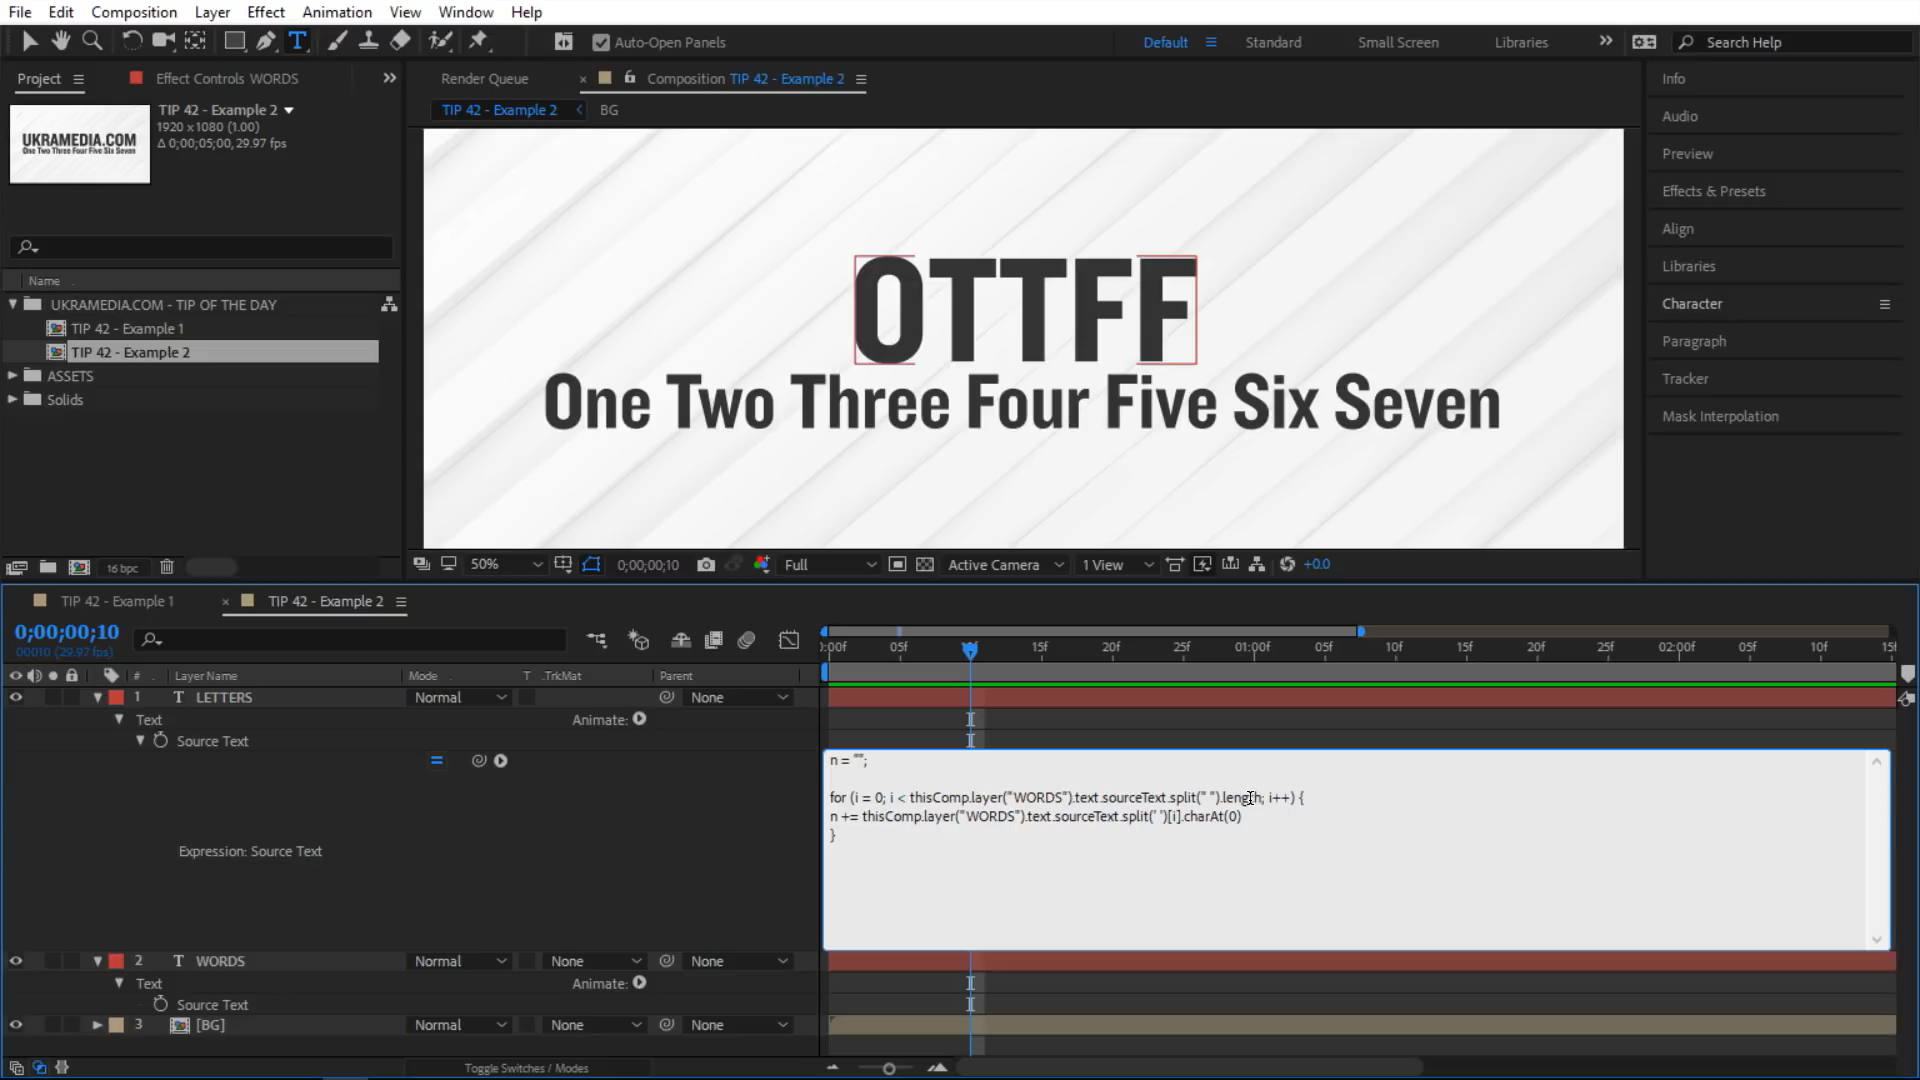 File Edit Composition Layer Effect Animation View Window Help
Auto-Open Panels Default Standard Small Screen Libraries Search Help
Project Effect Controls WORDS Render Queue Composition TIP 42 - Example 2 Info
TIP 42 - Example 2 TIP 42 - Example 2 BG
1920 x 1080 (1.00)
Δ 0;00;05;00, 29.97 fps
UKRAMEDIA.COM
One Two Three Four Five Six Seven
Audio
Preview
Effects & Presets
Align
Libraries
Character
Paragraph
Tracker
Mask Interpolation
Name
UKRAMEDIA.COM - TIP OF THE DAY
TIP 42 - Example 1
TIP 42 - Example 2
ASSETS
Solids
OTTFF
One Two Three Four Five Six Seven
16 bpc 50% 0;00;00;10 Full Active Camera 1 View +0.0
TIP 42 - Example 1 TIP 42 - Example 2
0;00;00;10
00010 (29.97 fps)
0:00f 05f 10f 15f 20f 25f 01:00f 05f 10f 15f 20f 25f 02:00f 05f 10f 15f
# Layer Name Mode T .TrkMat Parent
1 T LETTERS Normal None
Text Animate:
Source Text
n = "";
for (i = 0; i < thisComp.layer("WORDS").text.sourceText.split(" ").length; i++) {
n += thisComp.layer("WORDS").text.sourceText.split(' ')[i].charAt(0)
}
Expression: Source Text
2 T WORDS Normal None None
Text Animate:
Source Text
3 [BG] Normal None None
Toggle Switches / Modes